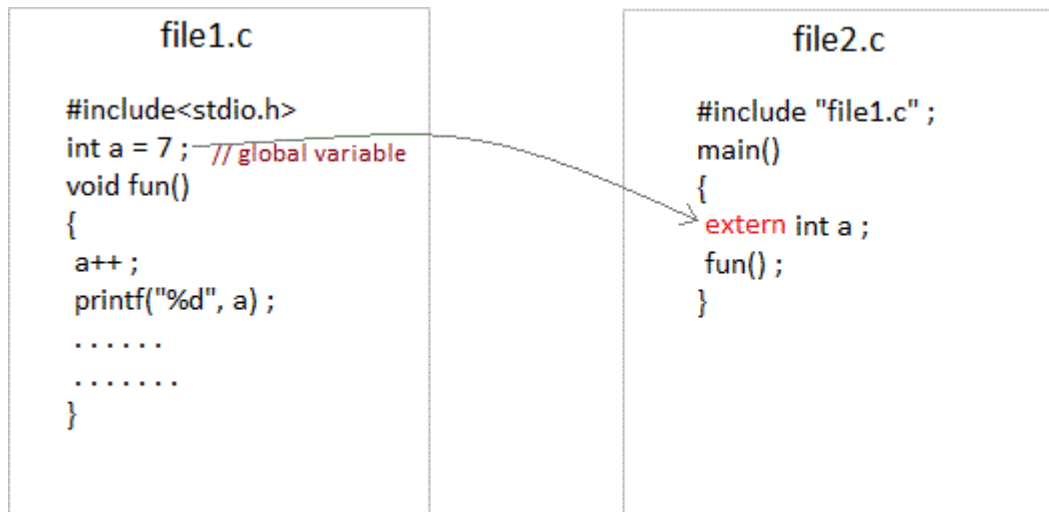 file1.c
#include<stdio.h>
int a = 7 ; // global variable
void fun()
{
a++ ;
printf("%d", a) ;
. . . . . .
. . . . . . .
}
file2.c
#include "file1.c" ;
main()
{
extern int a ;
fun() ;
}